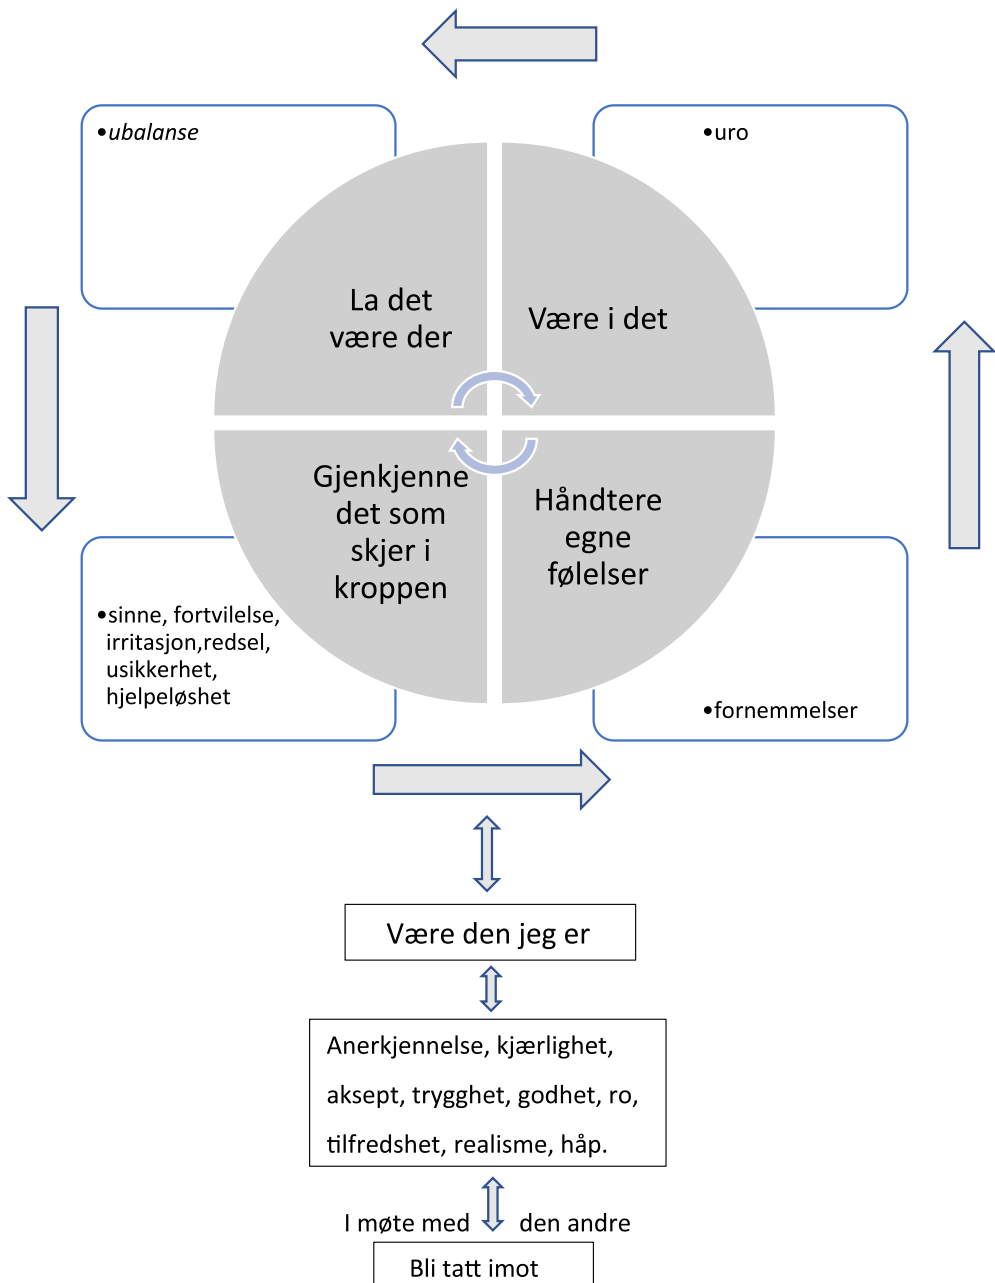 •ubalanse
•uro
La det
være der
Være i det
Gjenkjenne
det som
skjer i
kroppen
Håndtere
egne
følelser
•sinne, fortvilelse,
irritasjon,redsel,
usikkerhet,
hjelpeløshet
•fornemmelser
Være den jeg er
Anerkjennelse, kjærlighet,
aksept, trygghet, godhet, ro,
tilfredshet, realisme, håp.
I møte med den andre
Bli tatt imot